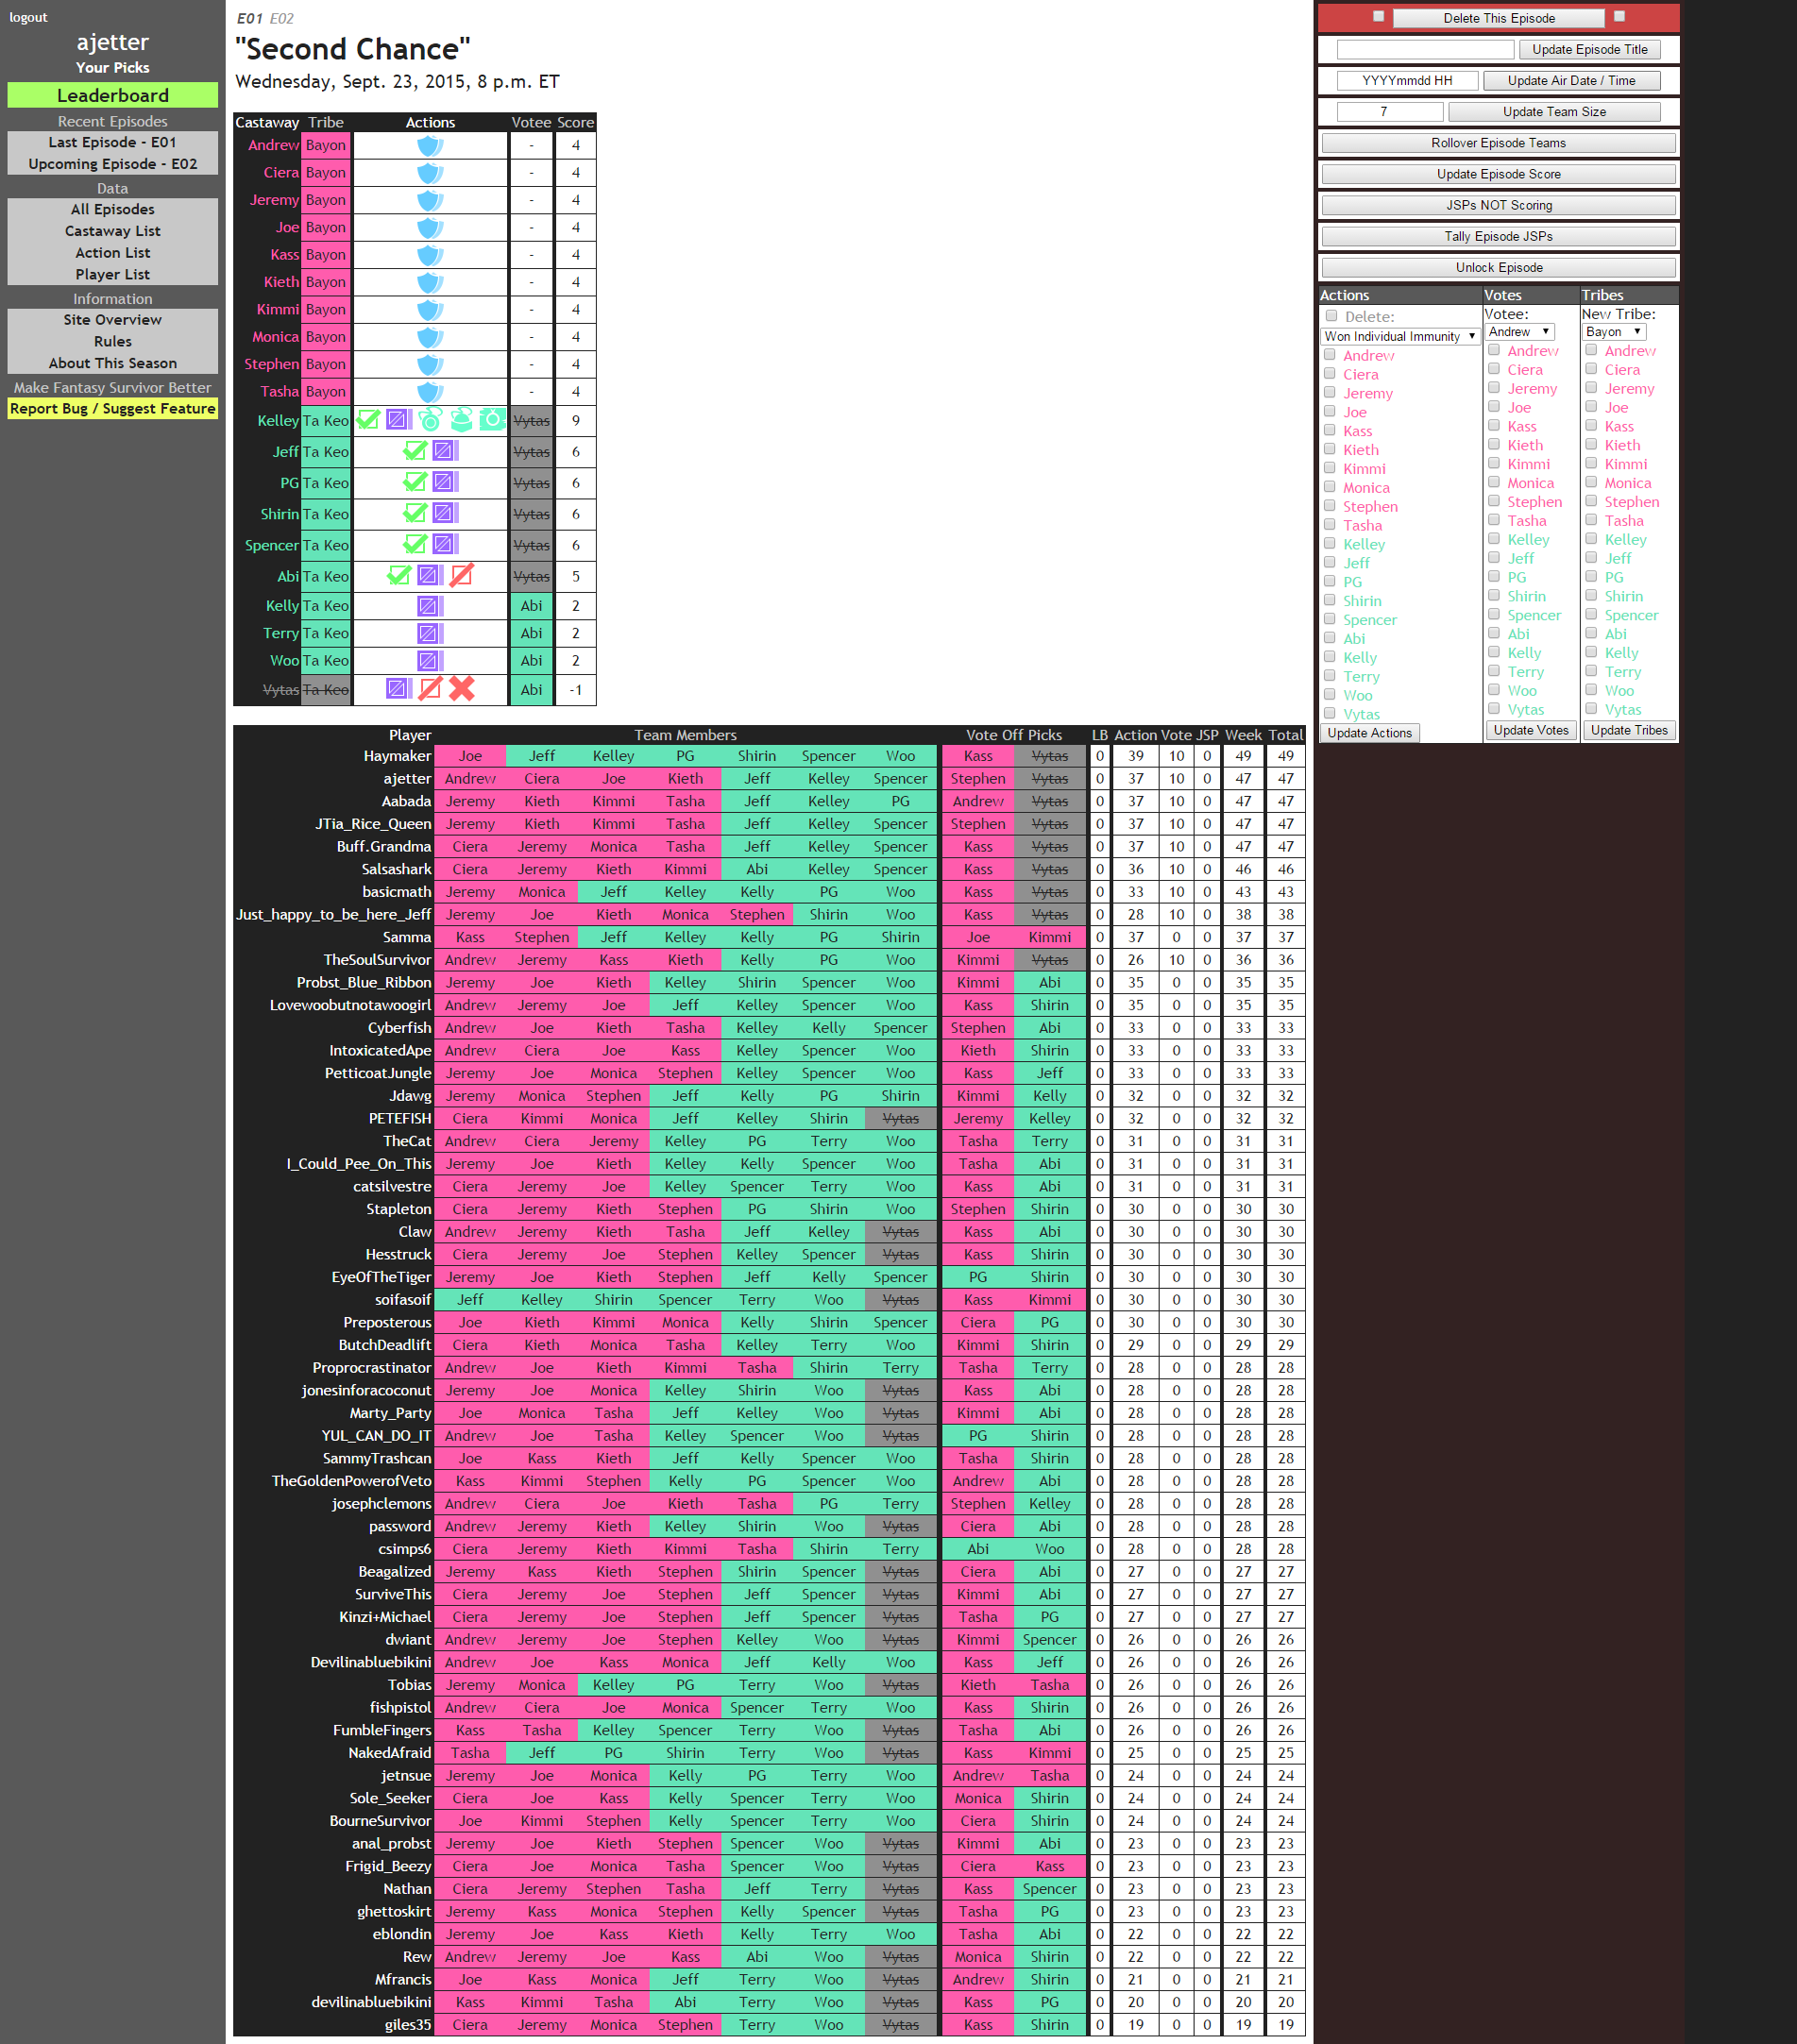 logout
ajetter
Your Picks
Leaderboard
Recent Episodes
Last Episode - E01
Upcoming Episode - E02
Data
All Episodes
Castaway List
Action List
Player List
Information
Site Overview
Rules
About This Season
Make Fantasy Survivor Better
Report Bug / Suggest Feature
E01 E02
"Second Chance"
Wednesday, Sept. 23, 2015, 8 p.m. ET
Castaway Tribe Actions Votee Score
Andrew Bayon - 4
Ciera Bayon - 4
Jeremy Bayon - 4
Joe Bayon - 4
Kass Bayon - 4
Kieth Bayon - 4
Kimmi Bayon - 4
Monica Bayon - 4
Stephen Bayon - 4
Tasha Bayon - 4
Kelley Ta Keo Vytas 9
Jeff Ta Keo Vytas 6
PG Ta Keo Vytas 6
Shirin Ta Keo Vytas 6
Spencer Ta Keo Vytas 6
Abi Ta Keo Vytas 5
Kelly Ta Keo Abi 2
Terry Ta Keo Abi 2
Woo Ta Keo Abi 2
Vytas Ta Keo Abi -1
Player Team Members Vote Off Picks LB Action Vote JSP Week Total
Haymaker Joe Jeff Kelley PG Shirin Spencer Woo Kass Vytas 0 39 10 0 49 49
ajetter Andrew Ciera Joe Kieth Jeff Kelley Spencer Stephen Vytas 0 37 10 0 47 47
Aabada Jeremy Kieth Kimmi Tasha Jeff Kelley PG Andrew Vytas 0 37 10 0 47 47
JTia_Rice_Queen Jeremy Kieth Kimmi Tasha Jeff Kelley Spencer Stephen Vytas 0 37 10 0 47 47
Buff.Grandma Ciera Jeremy Monica Tasha Jeff Kelley Spencer Kass Vytas 0 37 10 0 47 47
Salsashark Ciera Jeremy Kieth Kimmi Abi Kelley Spencer Kass Vytas 0 36 10 0 46 46
basicmath Jeremy Monica Jeff Kelley Kelly PG Woo Kass Vytas 0 33 10 0 43 43
Just_happy_to_be_here_Jeff Jeremy Joe Kieth Monica Stephen Shirin Woo Kass Vytas 0 28 10 0 38 38
Samma Kass Stephen Jeff Kelley Kelly PG Shirin Joe Kimmi 0 37 0 0 37 37
TheSoulSurvivor Andrew Jeremy Kass Kieth Kelly PG Woo Kimmi Vytas 0 26 10 0 36 36
Probst_Blue_Ribbon Jeremy Joe Kieth Kelley Shirin Spencer Woo Kimmi Abi 0 35 0 0 35 35
Lovewoobutnotawoogirl Andrew Jeremy Joe Jeff Kelley Spencer Woo Kass Shirin 0 35 0 0 35 35
Cyberfish Andrew Joe Kieth Tasha Kelley Kelly Spencer Stephen Abi 0 33 0 0 33 33
IntoxicatedApe Andrew Ciera Joe Kass Kelley Spencer Woo Kieth Shirin 0 33 0 0 33 33
PetticoatJungle Jeremy Joe Monica Stephen Kelley Spencer Woo Kass Jeff 0 33 0 0 33 33
Jdawg Jeremy Monica Stephen Jeff Kelly PG Shirin Kimmi Kelly 0 32 0 0 32 32
PETEFISH Ciera Kimmi Monica Jeff Kelley Shirin Vytas Jeremy Kelley 0 32 0 0 32 32
TheCat Andrew Ciera Jeremy Kelley PG Terry Woo Tasha Terry 0 31 0 0 31 31
I_Could_Pee_On_This Jeremy Joe Kieth Kelley Kelly Spencer Woo Tasha Abi 0 31 0 0 31 31
catsilvestre Ciera Jeremy Joe Kelley Spencer Terry Woo Kass Abi 0 31 0 0 31 31
Stapleton Ciera Jeremy Kieth Stephen PG Shirin Woo Stephen Shirin 0 30 0 0 30 30
Claw Andrew Jeremy Kieth Tasha Jeff Kelley Vytas Kass Abi 0 30 0 0 30 30
Hesstruck Ciera Jeremy Joe Stephen Kelley Spencer Vytas Kass Shirin 0 30 0 0 30 30
EyeOfTheTiger Jeremy Joe Kieth Stephen Jeff Kelly Spencer PG Shirin 0 30 0 0 30 30
soifasoif Jeff Kelley Shirin Spencer Terry Woo Vytas Kass Kimmi 0 30 0 0 30 30
Preposterous Joe Kieth Kimmi Monica Kelly Shirin Spencer Ciera PG 0 30 0 0 30 30
ButchDeadlift Ciera Kieth Monica Tasha Kelley Terry Woo Kimmi Shirin 0 29 0 0 29 29
Proprocrastinator Andrew Joe Kieth Kimmi Tasha Shirin Terry Tasha Terry 0 28 0 0 28 28
jonesinforacoconut Jeremy Joe Monica Kelley Shirin Woo Vytas Kass Abi 0 28 0 0 28 28
Marty_Party Joe Monica Tasha Jeff Kelley Woo Vytas Kimmi Abi 0 28 0 0 28 28
YUL_CAN_DO_IT Andrew Joe Tasha Kelley Spencer Woo Vytas PG Shirin 0 28 0 0 28 28
SammyTrashcan Joe Kass Kieth Jeff Kelly Spencer Woo Tasha Shirin 0 28 0 0 28 28
TheGoldenPowerofVeto Kass Kimmi Stephen Kelly PG Spencer Woo Andrew Abi 0 28 0 0 28 28
josephclemons Andrew Ciera Joe Kieth Tasha PG Terry Stephen Kelley 0 28 0 0 28 28
password Andrew Jeremy Kieth Kelley Shirin Woo Vytas Ciera Abi 0 28 0 0 28 28
csimps6 Ciera Jeremy Kieth Kimmi Tasha Shirin Terry Abi Woo 0 28 0 0 28 28
Beagalized Jeremy Kass Kieth Stephen Shirin Spencer Vytas Ciera Abi 0 27 0 0 27 27
SurviveThis Ciera Jeremy Joe Stephen Jeff Spencer Vytas Kimmi Abi 0 27 0 0 27 27
Kinzi+Michael Ciera Jeremy Joe Stephen Jeff Spencer Vytas Tasha PG 0 27 0 0 27 27
dwiant Andrew Jeremy Joe Stephen Kelley Woo Vytas Kimmi Spencer 0 26 0 0 26 26
Devilinabluebikini Andrew Joe Kass Monica Jeff Kelly Woo Kass Jeff 0 26 0 0 26 26
Tobias Jeremy Monica Kelley PG Terry Woo Vytas Kieth Tasha 0 26 0 0 26 26
fishpistol Andrew Ciera Joe Monica Spencer Terry Woo Kass Shirin 0 26 0 0 26 26
FumbleFingers Kass Tasha Kelley Spencer Terry Woo Vytas Tasha Abi 0 26 0 0 26 26
NakedAfraid Tasha Jeff PG Shirin Terry Woo Vytas Kass Kimmi 0 25 0 0 25 25
jetnsue Jeremy Joe Monica Kelly PG Terry Woo Andrew Tasha 0 24 0 0 24 24
Sole_Seeker Ciera Joe Kass Kelly Spencer Terry Woo Monica Shirin 0 24 0 0 24 24
BourneSurvivor Joe Kimmi Stephen Kelly Spencer Terry Woo Ciera Shirin 0 24 0 0 24 24
anal_probst Jeremy Joe Kieth Stephen Spencer Woo Vytas Kimmi Abi 0 23 0 0 23 23
Frigid_Beezy Ciera Joe Monica Tasha Spencer Woo Vytas Ciera Kass 0 23 0 0 23 23
Nathan Ciera Jeremy Stephen Tasha Jeff Terry Vytas Kass Spencer 0 23 0 0 23 23
ghettoskirt Jeremy Kass Monica Stephen Kelly Spencer Vytas Tasha PG 0 23 0 0 23 23
eblondin Jeremy Joe Kass Kieth Kelly Terry Woo Tasha Abi 0 22 0 0 22 22
Rew Andrew Jeremy Joe Kass Abi Woo Vytas Monica Shirin 0 22 0 0 22 22
Mfrancis Joe Kass Monica Jeff Terry Woo Vytas Andrew Shirin 0 21 0 0 21 21
devilinabluebikini Kass Kimmi Tasha Abi Terry Woo Vytas Kass PG 0 20 0 0 20 20
giles35 Ciera Jeremy Monica Stephen Terry Woo Vytas Kass Shirin 0 19 0 0 19 19
Delete This Episode
Update Episode Title
YYYYmmdd HH Update Air Date / Time
7 Update Team Size
Rollover Episode Teams
Update Episode Score
JSPs NOT Scoring
Tally Episode JSPs
Unlock Episode
Actions Votes Tribes
Delete: Votee: New Tribe:
Won Individual Immunity Andrew Bayon
Andrew Andrew Andrew
Ciera Ciera Ciera
Jeremy Jeremy Jeremy
Joe Joe Joe
Kass Kass Kass
Kieth Kieth Kieth
Kimmi Kimmi Kimmi
Monica Monica Monica
Stephen Stephen Stephen
Tasha Tasha Tasha
Kelley Kelley Kelley
Jeff Jeff Jeff
PG PG PG
Shirin Shirin Shirin
Spencer Spencer Spencer
Abi Abi Abi
Kelly Kelly Kelly
Terry Terry Terry
Woo Woo Woo
Vytas Vytas Vytas
Update Actions Update Votes Update Tribes